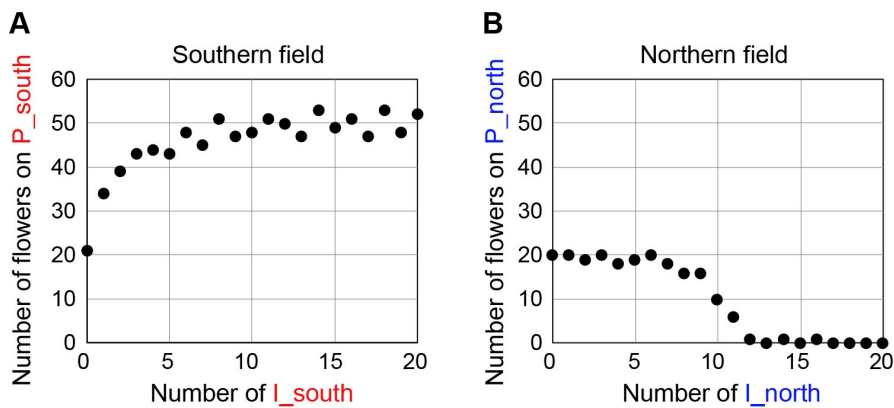 A
Southern field
Number of flowers on P_south
60
50
40
30
20
10
0
0 5 10 15 20
Number of I_south
B
Northern field
Number of flowers on P_north
60
50
40
30
20
10
0
0 5 10 15 20
Number of I_north